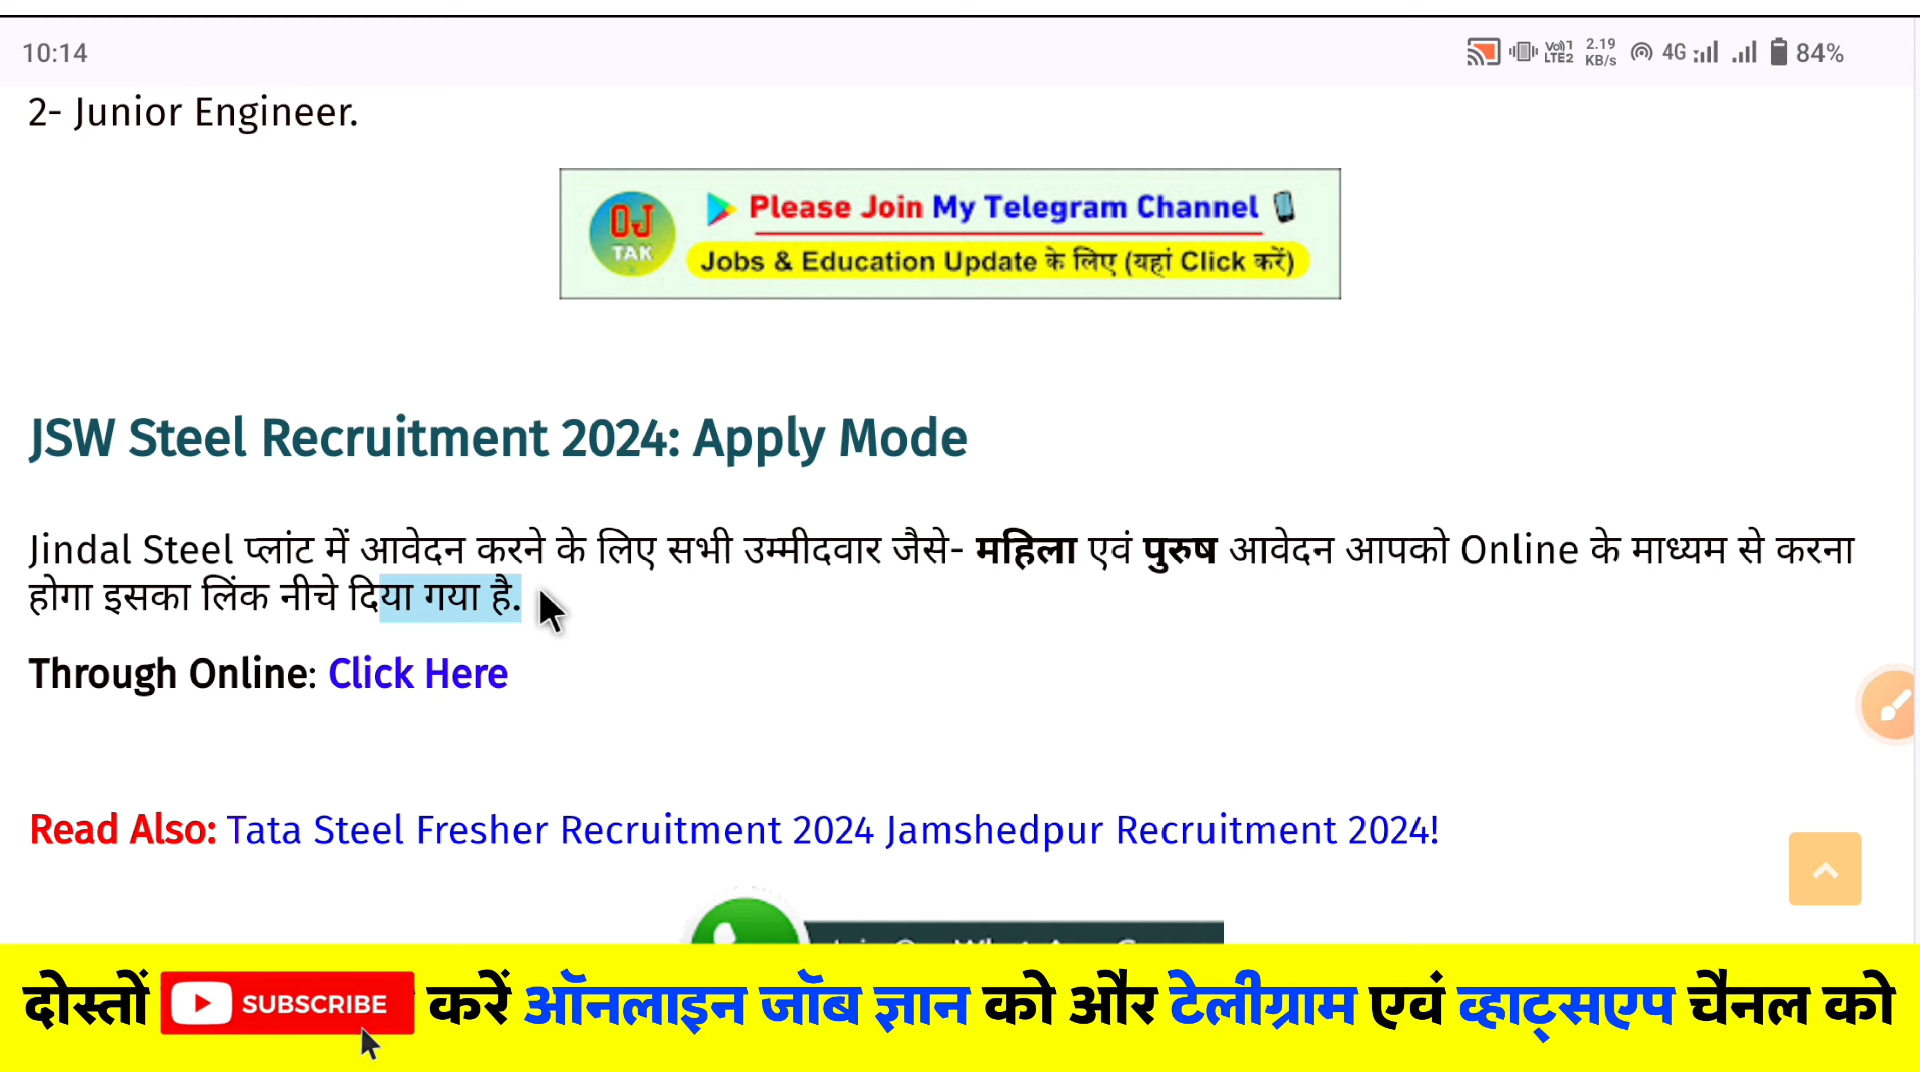 10:14
Vo)) 1 LTE2 2.19 KB/s 4G 84%
2- Junior Engineer.
OJ TAK
Please Join My Telegram Channel
Jobs & Education Update के लिए (यहां Click करें)
JSW Steel Recruitment 2024: Apply Mode
Jindal Steel प्लांट में आवेदन करने के लिए सभी उम्मीदवार जैसे- महिला एवं पुरुष आवेदन आपको Online के माध्यम से करना
होगा इसका लिंक नीचे दिया गया है.
Through Online: Click Here
Read Also: Tata Steel Fresher Recruitment 2024 Jamshedpur Recruitment 2024!
दोस्तों SUBSCRIBE करें ऑनलाइन जॉब ज्ञान को और टेलीग्राम एवं व्हाट्सएप चैनल को